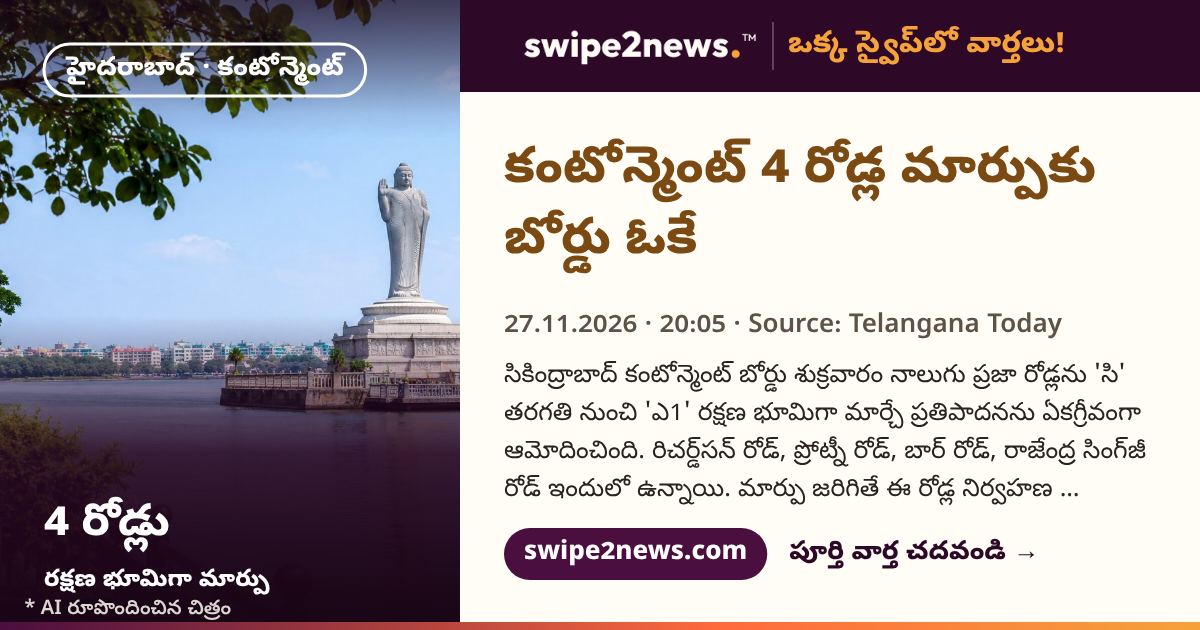 హైదరాబాద్ · కంటోన్మెంట్
swipe2news.™ ఒక్క స్వైప్‌లో వార్తలు!
కంటోన్మెంట్ 4 రోడ్ల మార్పుకు
బోర్డు ఓకే
27.11.2026 · 20:05 · Source: Telangana Today
సికింద్రాబాద్ కంటోన్మెంట్ బోర్డు శుక్రవారం నాలుగు ప్రజా రోడ్లను 'సి'
తరగతి నుంచి 'ఎ1' రక్షణ భూమిగా మార్చే ప్రతిపాదనను ఏకగ్రీవంగా
ఆమోదించింది. రిచర్డ్‌సన్ రోడ్, ప్రోట్నీ రోడ్, బార్ రోడ్, రాజేంద్ర సింగ్‌జీ
రోడ్ ఇందులో ఉన్నాయి. మార్పు జరిగితే ఈ రోడ్ల నిర్వహణ ...
swipe2news.com పూర్తి వార్త చదవండి →
4 రోడ్లు
రక్షణ భూమిగా మార్పు
* AI రూపొందించిన చిత్రం